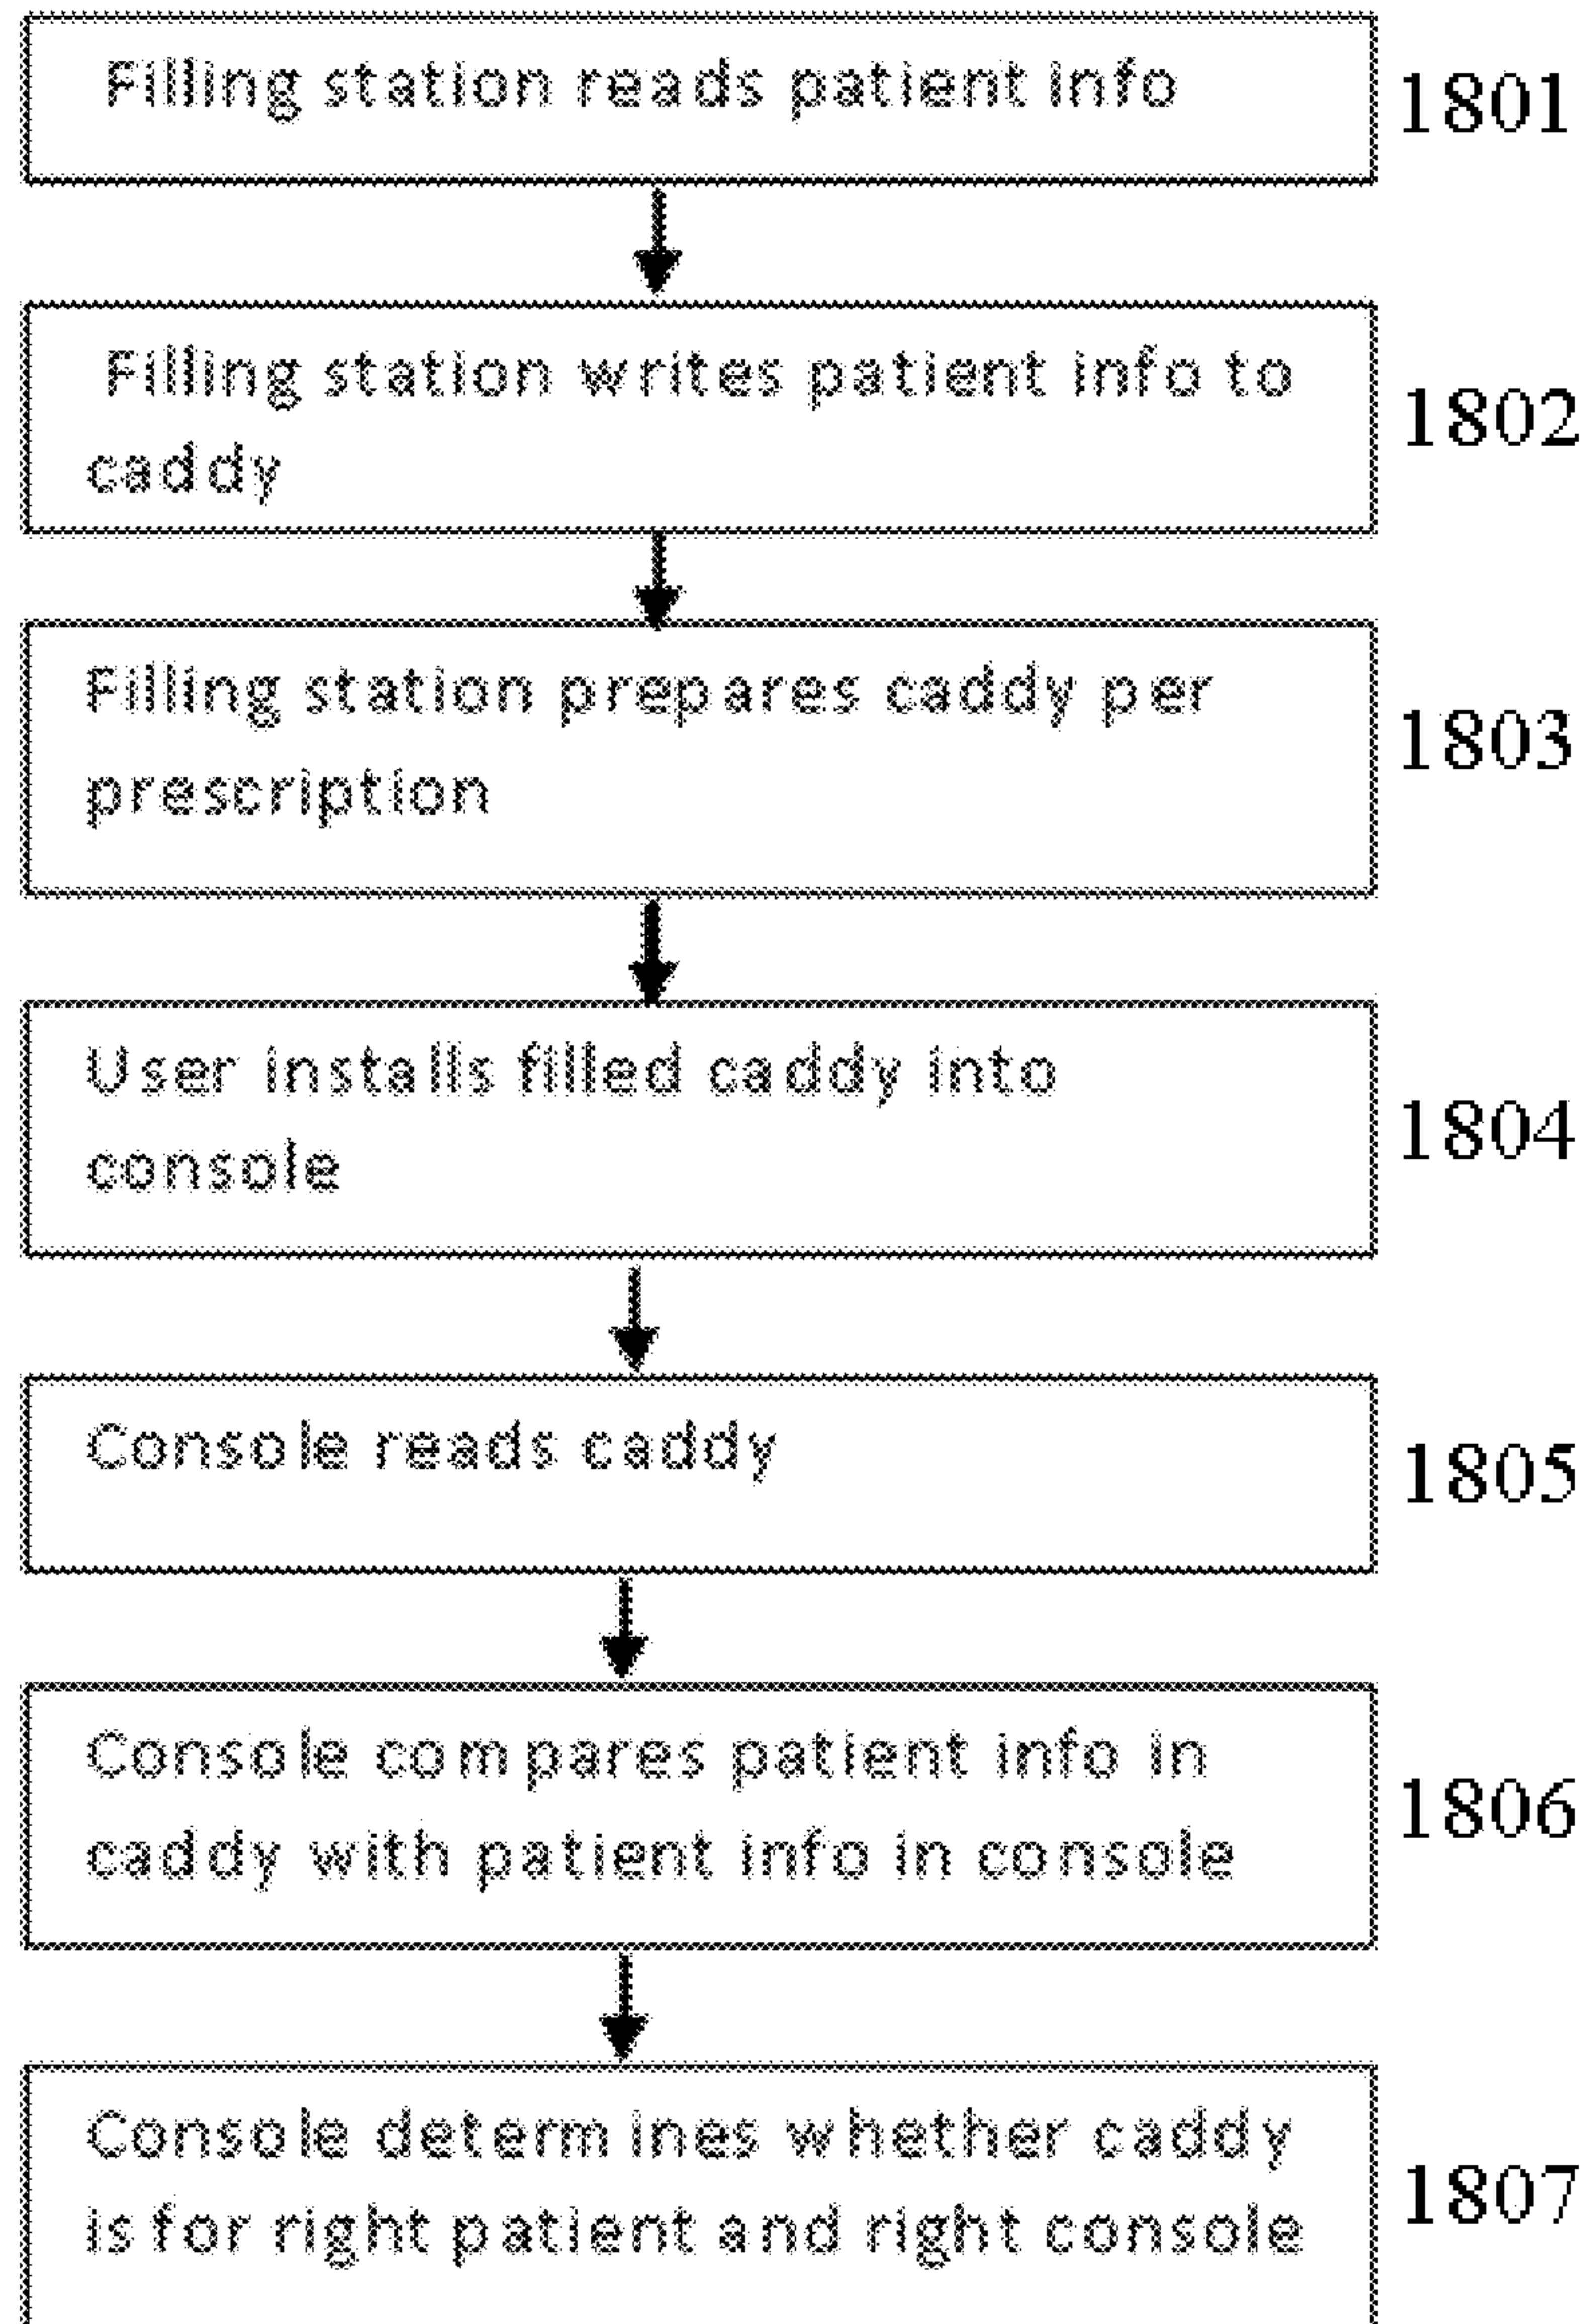 Filling station reads patient info
1801
Filling station writes patient info to
caddy
1802
Filling station prepares caddy per
prescription
1803
User installs filled caddy into
console
1804
Console reads caddy
1805
Console compares patient info in
caddy with patient info in console
1806
Console determines whether caddy
is for right patient and right console
1807